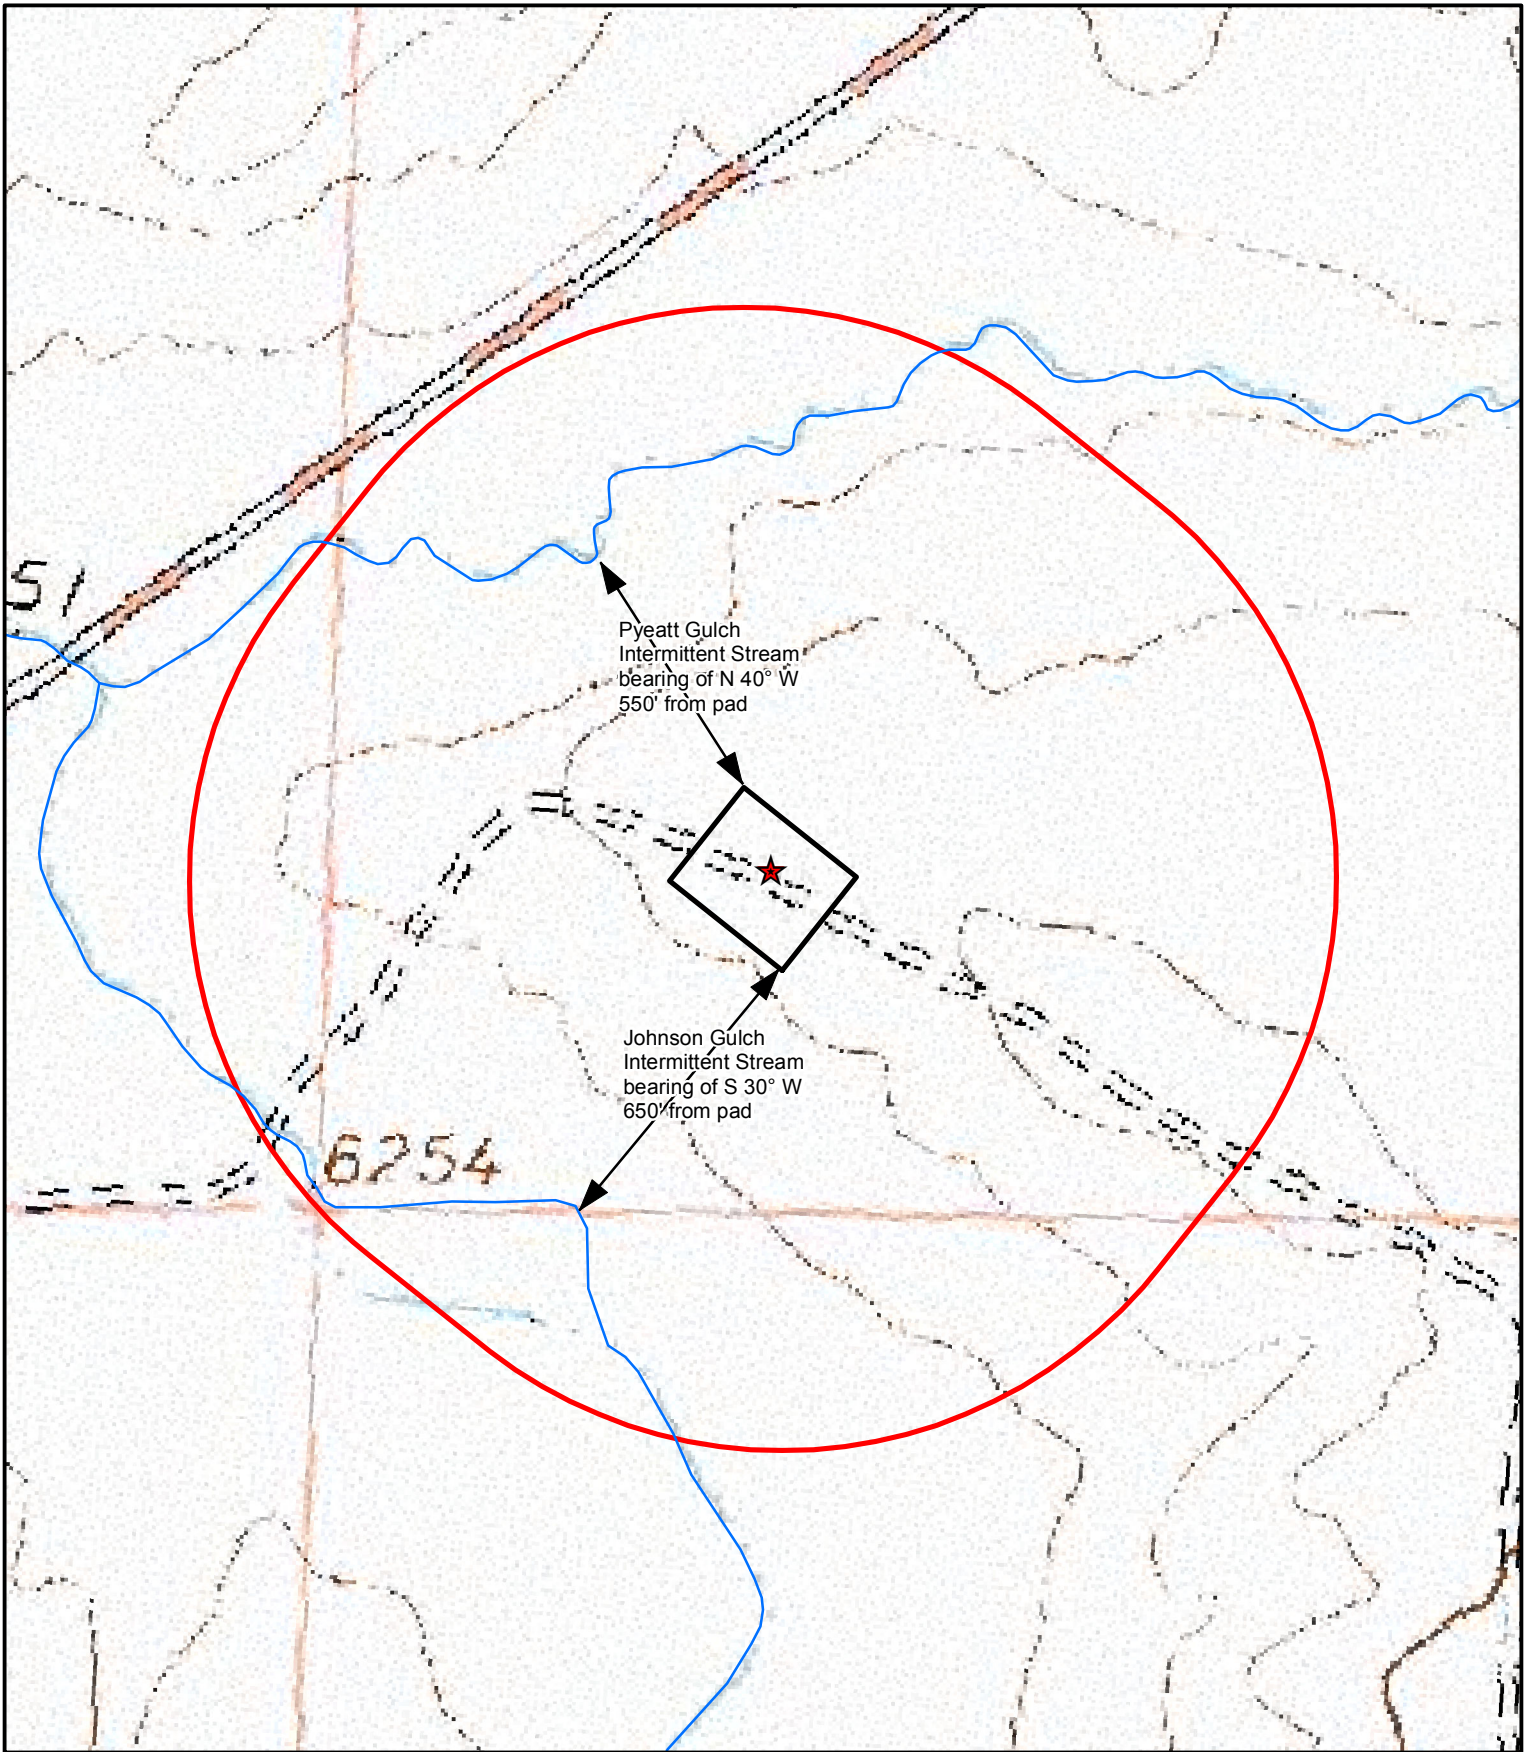 51
Pyeatt Gulch
Intermittent Stream
bearing of N 40° W
550' from pad
Johnson Gulch
Intermittent Stream
bearing of S 30° W
650' from pad
6254